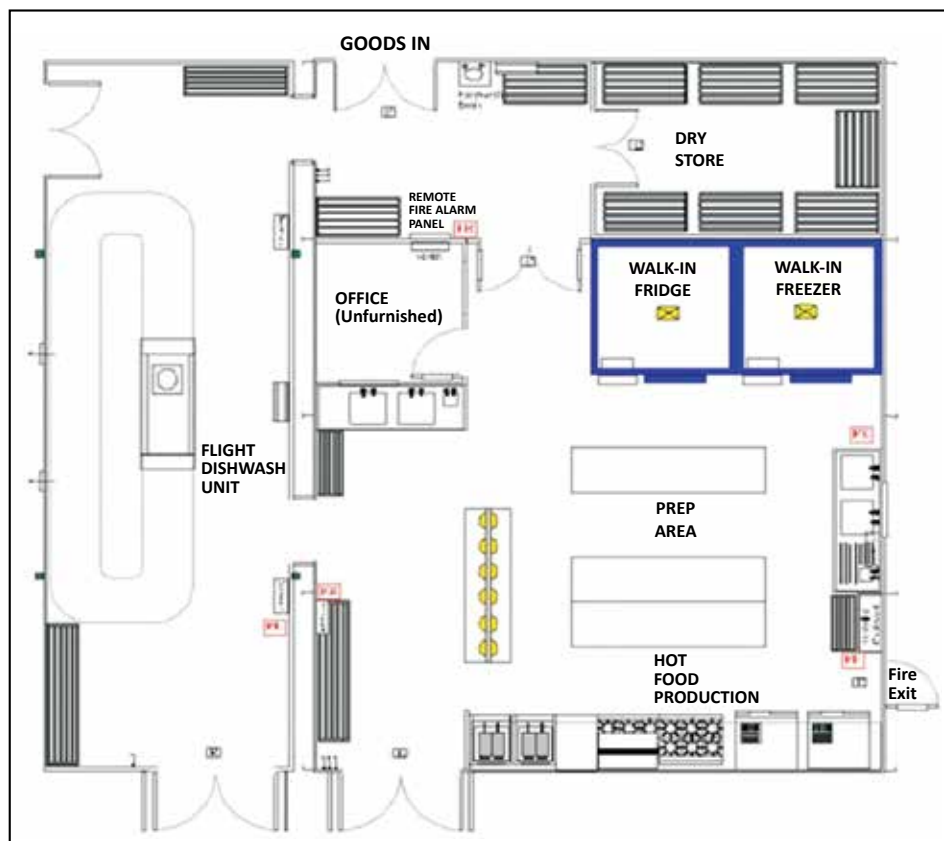 GOODS IN
DRY
STORE
REMOTE
FIRE ALARM
PANEL
WALK-IN
FRIDGE
WALK-IN
FREEZER
OFFICE
(Unfurnished)
FLIGHT
DISHWASH
UNIT
PREP
AREA
HOT
FOOD
PRODUCTION
Fire
Exit